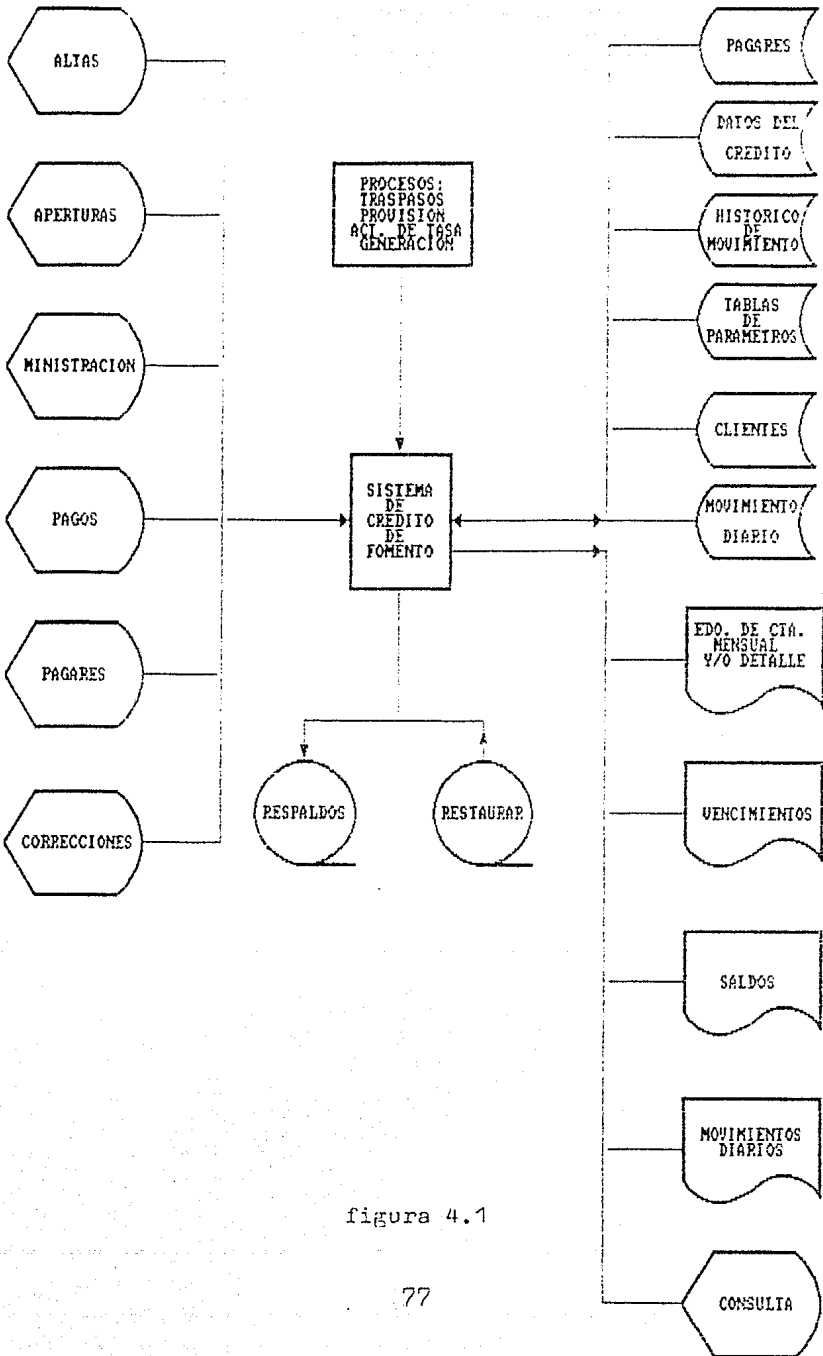 ALTAS
APERTURAS
MINISTRACION
PAGOS
PAGARES
CORRECCIONES
PROCESOS:
TRASPASOS
PROVISION
ACT. DE TASA
GENERACION
SISTEMA
DE
CREDITO
DE
FOMENTO
RESPALDOS
RESTAURAR
PAGARES
DATOS DEL
CREDITO
HISTORICO
DE
MOVIMIENTO
TABLAS
DE
PARAMETROS
CLIENTES
MOVIMIENTO
DIARIO
EDO. DE CTA.
MENSUAL
Y/O DETALLE
VENCIMIENTOS
SALDOS
MOVIMIENTOS
DIARIOS
CONSULTA
figura 4.1
77